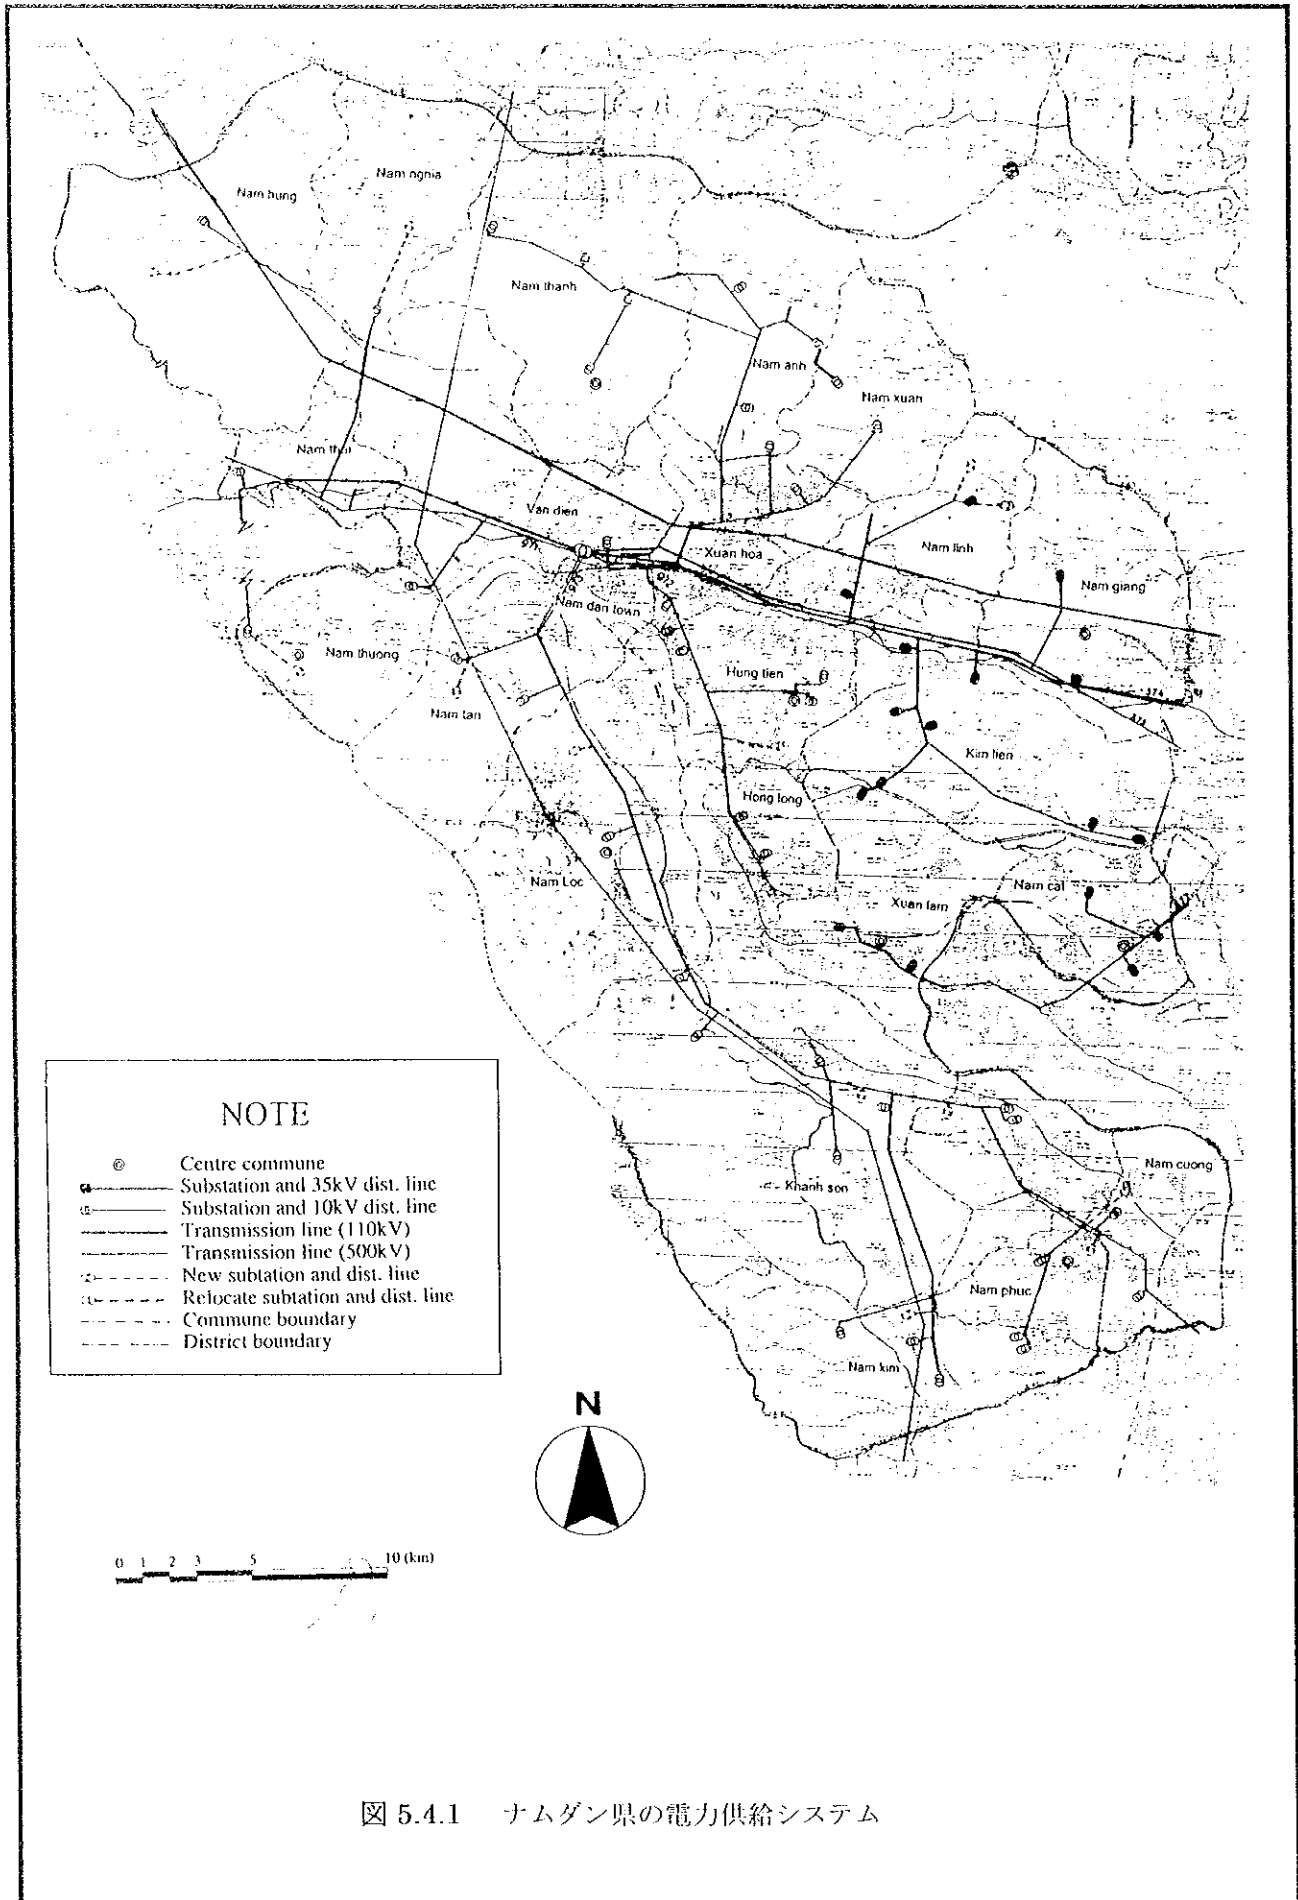 Nam hung
Nam nghia
Nam thanh
Nam anh
Nam xuan
Nam thai
Van dien
Xuan hoa
Nam linh
Nam giang
971
972
Nam dan town
Nam thuong
Hung tien
Nam tan
374
Kim lien
Hong long
Nam Loc
Xuan lam
Nam cat
Nam cuong
Khanh son
Nam phuc
Nam kim
NOTE
Centre commune
Substation and 35kV dist. line
Substation and 10kV dist. line
Transmission line (110kV)
Transmission line (500kV)
New subtation and dist. line
Relocate subtation and dist. line
Commune boundary
District boundary
N
0 1 2 3 5 10 (km)
図 5.4.1 ナムダン県の電力供給システム